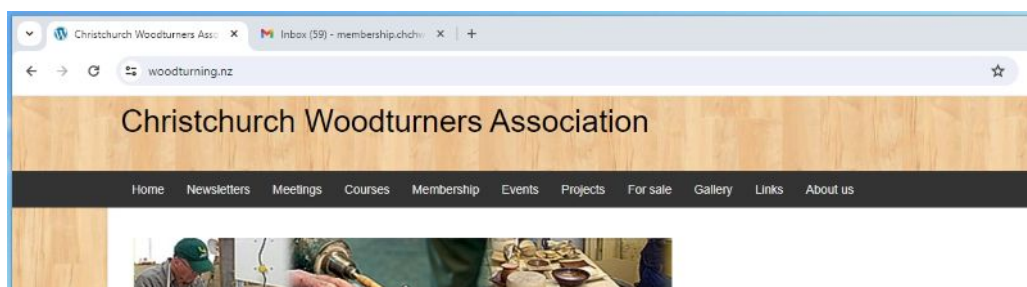 Christchurch Woodturners Asso
Inbox (59) - membership.chchw
woodturning.nz
Christchurch Woodturners Association
Home Newsletters Meetings Courses Membership Events Projects For sale Gallery Links About us